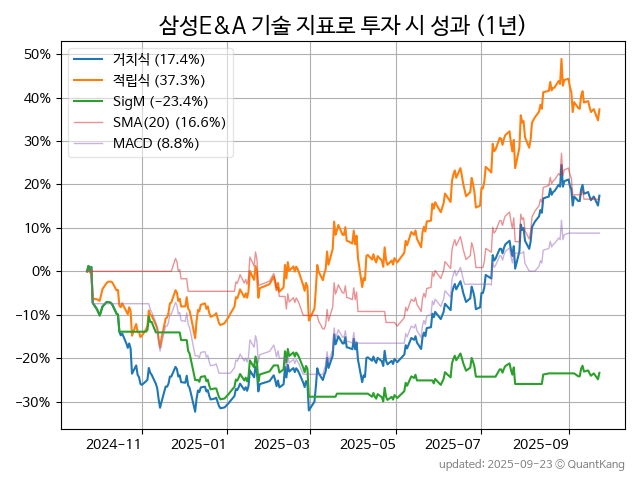 삼성E&A 기술 지표로 투자 시 성과 (1년)
거치식 (17.4%)
적립식 (37.3%)
SigM (−23.4%)
SMA(20) (16.6%)
MACD (8.8%)
50%
40%
30%
20%
10%
0%
−10%
−20%
−30%
2024−11 2025−01 2025−03 2025−05 2025−07 2025−09
updated: 2025-09-23 © QuantKang